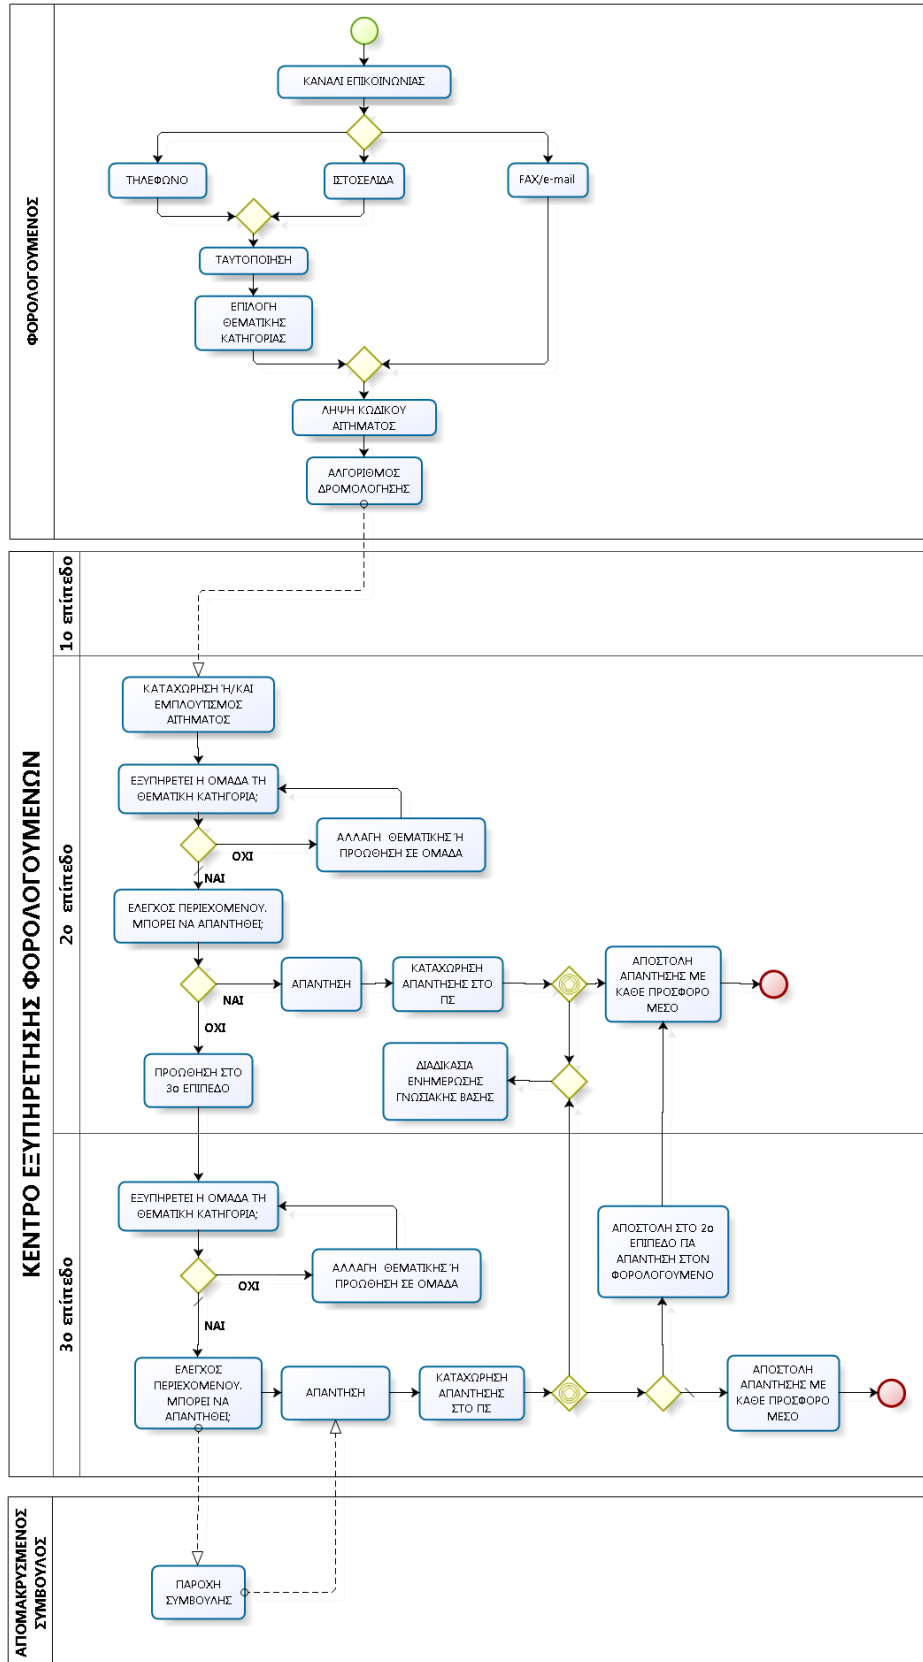 ΦΟΡΟΛΟΓΟΥΜΕΝΟΣ
ΚΑΝΑΛΙ ΕΠΙΚΟΙΝΩΝΙΑΣ
ΤΗΛΕΦΩΝΟ
ΙΣΤΟΣΕΛΙΔΑ
FAX/e-mail
ΤΑΥΤΟΠΟΙΗΣΗ
ΕΠΙΛΟΓΗ
ΘΕΜΑΤΙΚΗΣ
ΚΑΤΗΓΟΡΙΑΣ
ΛΗΨΗ ΚΩΔΙΚΟΥ
ΑΙΤΗΜΑΤΟΣ
ΑΛΓΟΡΙΘΜΟΣ
ΔΡΟΜΟΛΟΓΗΣΗΣ
ΚΕΝΤΡΟ ΕΞΥΠΗΡΕΤΗΣΗΣ ΦΟΡΟΛΟΓΟΥΜΕΝΩΝ
1ο επίπεδο
2ο επίπεδο
ΚΑΤΑΧΩΡΗΣΗ Ή/ΚΑΙ
ΕΜΠΛΟΥΤΙΣΜΟΣ
ΑΙΤΗΜΑΤΟΣ
ΕΞΥΠΗΡΕΤΕΙ Η ΟΜΑΔΑ ΤΗ
ΘΕΜΑΤΙΚΗ ΚΑΤΗΓΟΡΙΑ;
ΑΛΛΑΓΗ ΘΕΜΑΤΙΚΗΣ Ή
ΠΡΟΩΘΗΣΗ ΣΕ ΟΜΑΔΑ
ΟΧΙ
ΝΑΙ
ΕΛΕΓΧΟΣ ΠΕΡΙΕΧΟΜΕΝΟΥ.
ΜΠΟΡΕΙ ΝΑ ΑΠΑΝΤΗΘΕΙ;
ΝΑΙ
ΑΠΑΝΤΗΣΗ
ΚΑΤΑΧΩΡΗΣΗ
ΑΠΑΝΤΗΣΗΣ ΣΤΟ
ΠΣ
ΑΠΟΣΤΟΛΗ
ΑΠΑΝΤΗΣΗΣ ΜΕ
ΚΑΘΕ ΠΡΟΣΦΟΡΟ
ΜΕΣΟ
ΟΧΙ
ΠΡΟΩΘΗΣΗ ΣΤΟ
3ο ΕΠΙΠΕΔΟ
ΔΙΑΔΙΚΑΣΙΑ
ΕΝΗΜΕΡΩΣΗΣ
ΓΝΩΣΙΑΚΗΣ ΒΑΣΗΣ
3ο επίπεδο
ΕΞΥΠΗΡΕΤΕΙ Η ΟΜΑΔΑ ΤΗ
ΘΕΜΑΤΙΚΗ ΚΑΤΗΓΟΡΙΑ;
ΑΛΛΑΓΗ ΘΕΜΑΤΙΚΗΣ Ή
ΠΡΟΩΘΗΣΗ ΣΕ ΟΜΑΔΑ
ΟΧΙ
ΝΑΙ
ΑΠΟΣΤΟΛΗ ΣΤΟ 2ο
ΕΠΙΠΕΔΟ ΓΙΑ
ΑΠΑΝΤΗΣΗ ΣΤΟΝ
ΦΟΡΟΛΟΓΟΥΜΕΝΟ
ΕΛΕΓΧΟΣ
ΠΕΡΙΕΧΟΜΕΝΟΥ.
ΜΠΟΡΕΙ ΝΑ
ΑΠΑΝΤΗΘΕΙ;
ΑΠΑΝΤΗΣΗ
ΚΑΤΑΧΩΡΗΣΗ
ΑΠΑΝΤΗΣΗΣ
ΣΤΟ ΠΣ
ΑΠΟΣΤΟΛΗ
ΑΠΑΝΤΗΣΗΣ ΜΕ
ΚΑΘΕ ΠΡΟΣΦΟΡΟ
ΜΕΣΟ
ΑΠΟΜΑΚΡΥΣΜΕΝΟΣ
ΣΥΜΒΟΥΛΟΣ
ΠΑΡΟΧΗ
ΣΥΜΒΟΥΛΗΣ